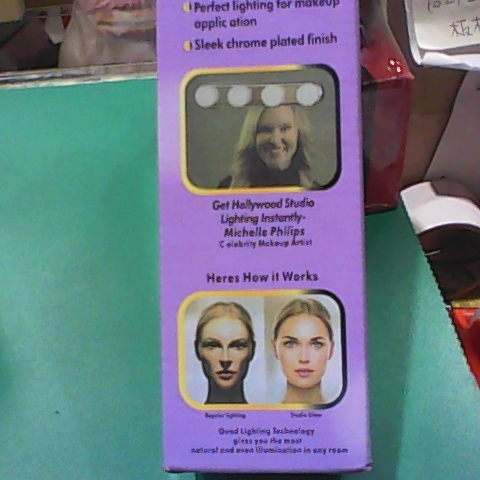 Perfect lighting for makeup
applic ation
Sleek chrome plated finish
Get Hollywood Studio
Lighting Instantly-
Michelle Philips
Celebrity Makeup Artist
Heres How it Works
Regular lighting
Studio Glow
Quad Lighting Technology
gives you the most
natural and even illumination in any room